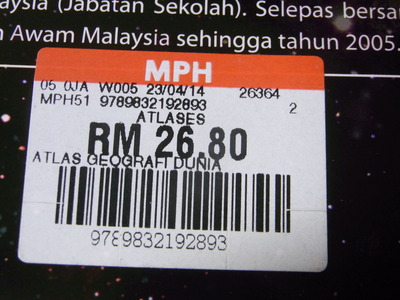 aysia (Jabatan Sekolah). Selepas bersa
n Awam Malaysia sehingga tahun 2005.
MPH
05 0JA W005 23/04/14 26364
MPH51 9789832192893 2
ATLASES
RM 26.80
ATLAS GEOGRAFI DUNIA
9789832192893